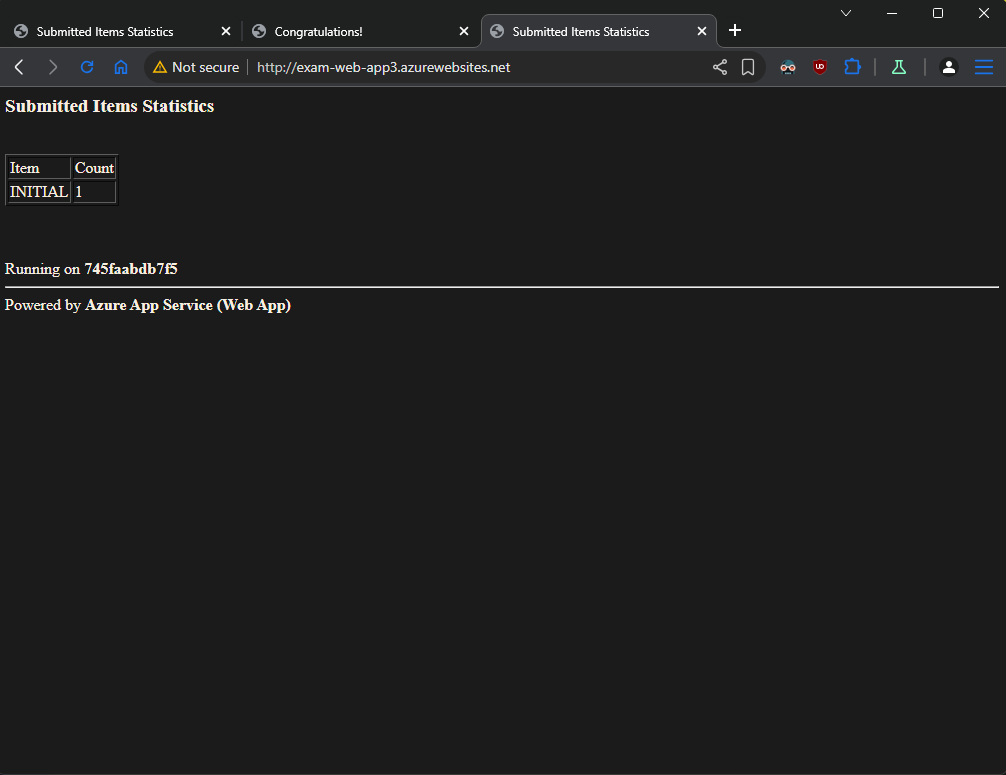 Submitted Items Statistics
Congratulations!
Submitted Items Statistics
Not secure
http://exam-web-app3.azurewebsites.net
Submitted Items Statistics
Item Count
INITIAL 1
Running on 745faabdb7f5
Powered by Azure App Service (Web App)